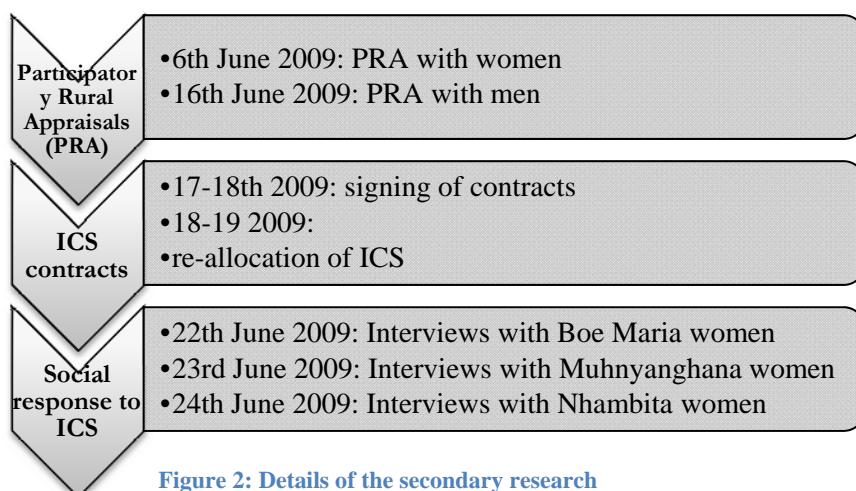 Participator
y Rural
Appraisals
(PRA)
•6th June 2009: PRA with women
•16th June 2009: PRA with men
ICS
contracts
•17-18th 2009: signing of contracts
•18-19 2009:
•re-allocation of ICS
Social
response to
ICS
•22th June 2009: Interviews with Boe Maria women
•23rd June 2009: Interviews with Muhnyanghana women
•24th June 2009: Interviews with Nhambita women
Figure 2: Details of the secondary research